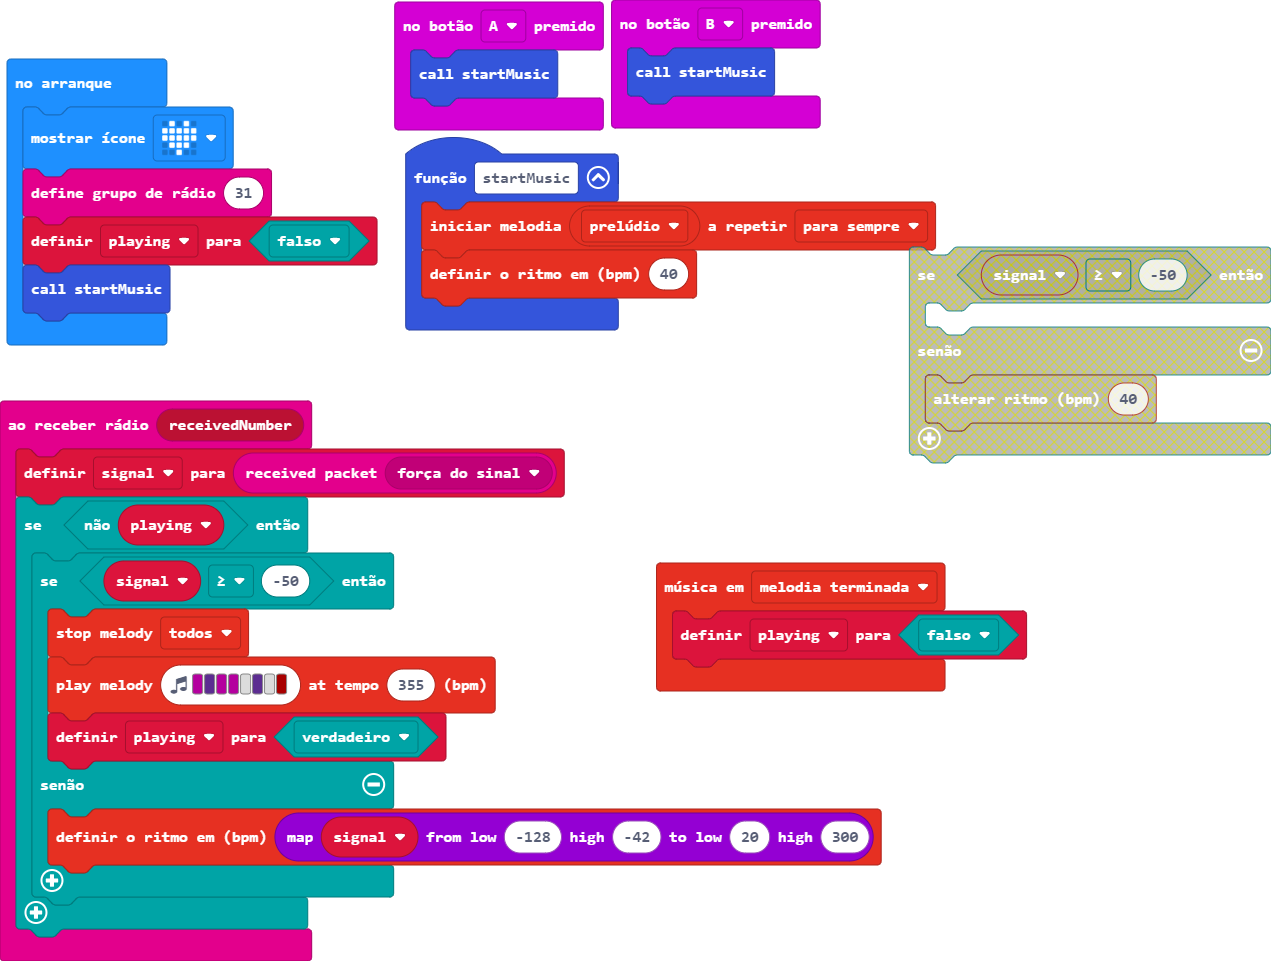 no botão A premido
call startMusic
no botão B premido
call startMusic
no arranque
mostrar ícone
define grupo de rádio 31
definir playing para falso
call startMusic
função startMusic
iniciar melodia prelúdio a repetir para sempre
definir o ritmo em (bpm) 40
se signal ≥ -50 então
senão
alterar ritmo (bpm) 40
ao receber rádio receivedNumber
definir signal para received packet força do sinal
se não playing então
se signal ≥ -50 então
stop melody todos
play melody at tempo 355 (bpm)
definir playing para verdadeiro
senão
definir o ritmo em (bpm) map signal from low -128 high -42 to low 20 high 300
música em melodia terminada
definir playing para falso